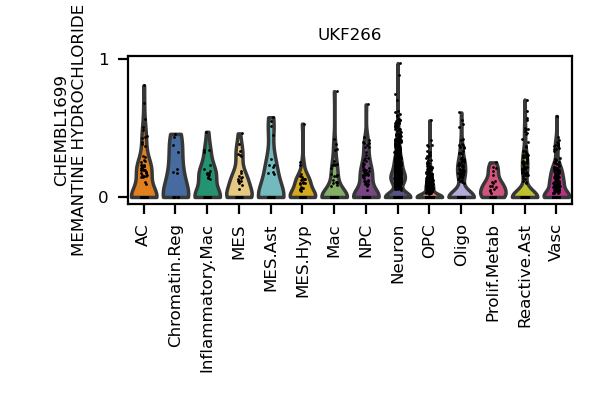 UKF266
CHEMBL1699
MEMANTINE HYDROCHLORIDE
1
0
AC
Chromatin.Reg
Inflammatory.Mac
MES
MES.Ast
MES.Hyp
Mac
NPC
Neuron
OPC
Oligo
Prolif.Metab
Reactive.Ast
Vasc